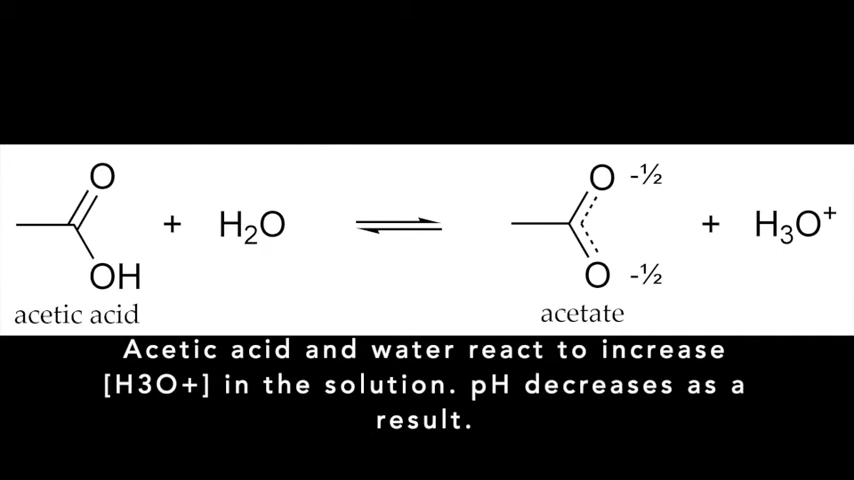 O O -½
+ H₂O ⇌ + H₃O⁺
OH O -½
acetic acid acetate
Acetic acid and water react to increase
[H3O+] in the solution. pH decreases as a
result.